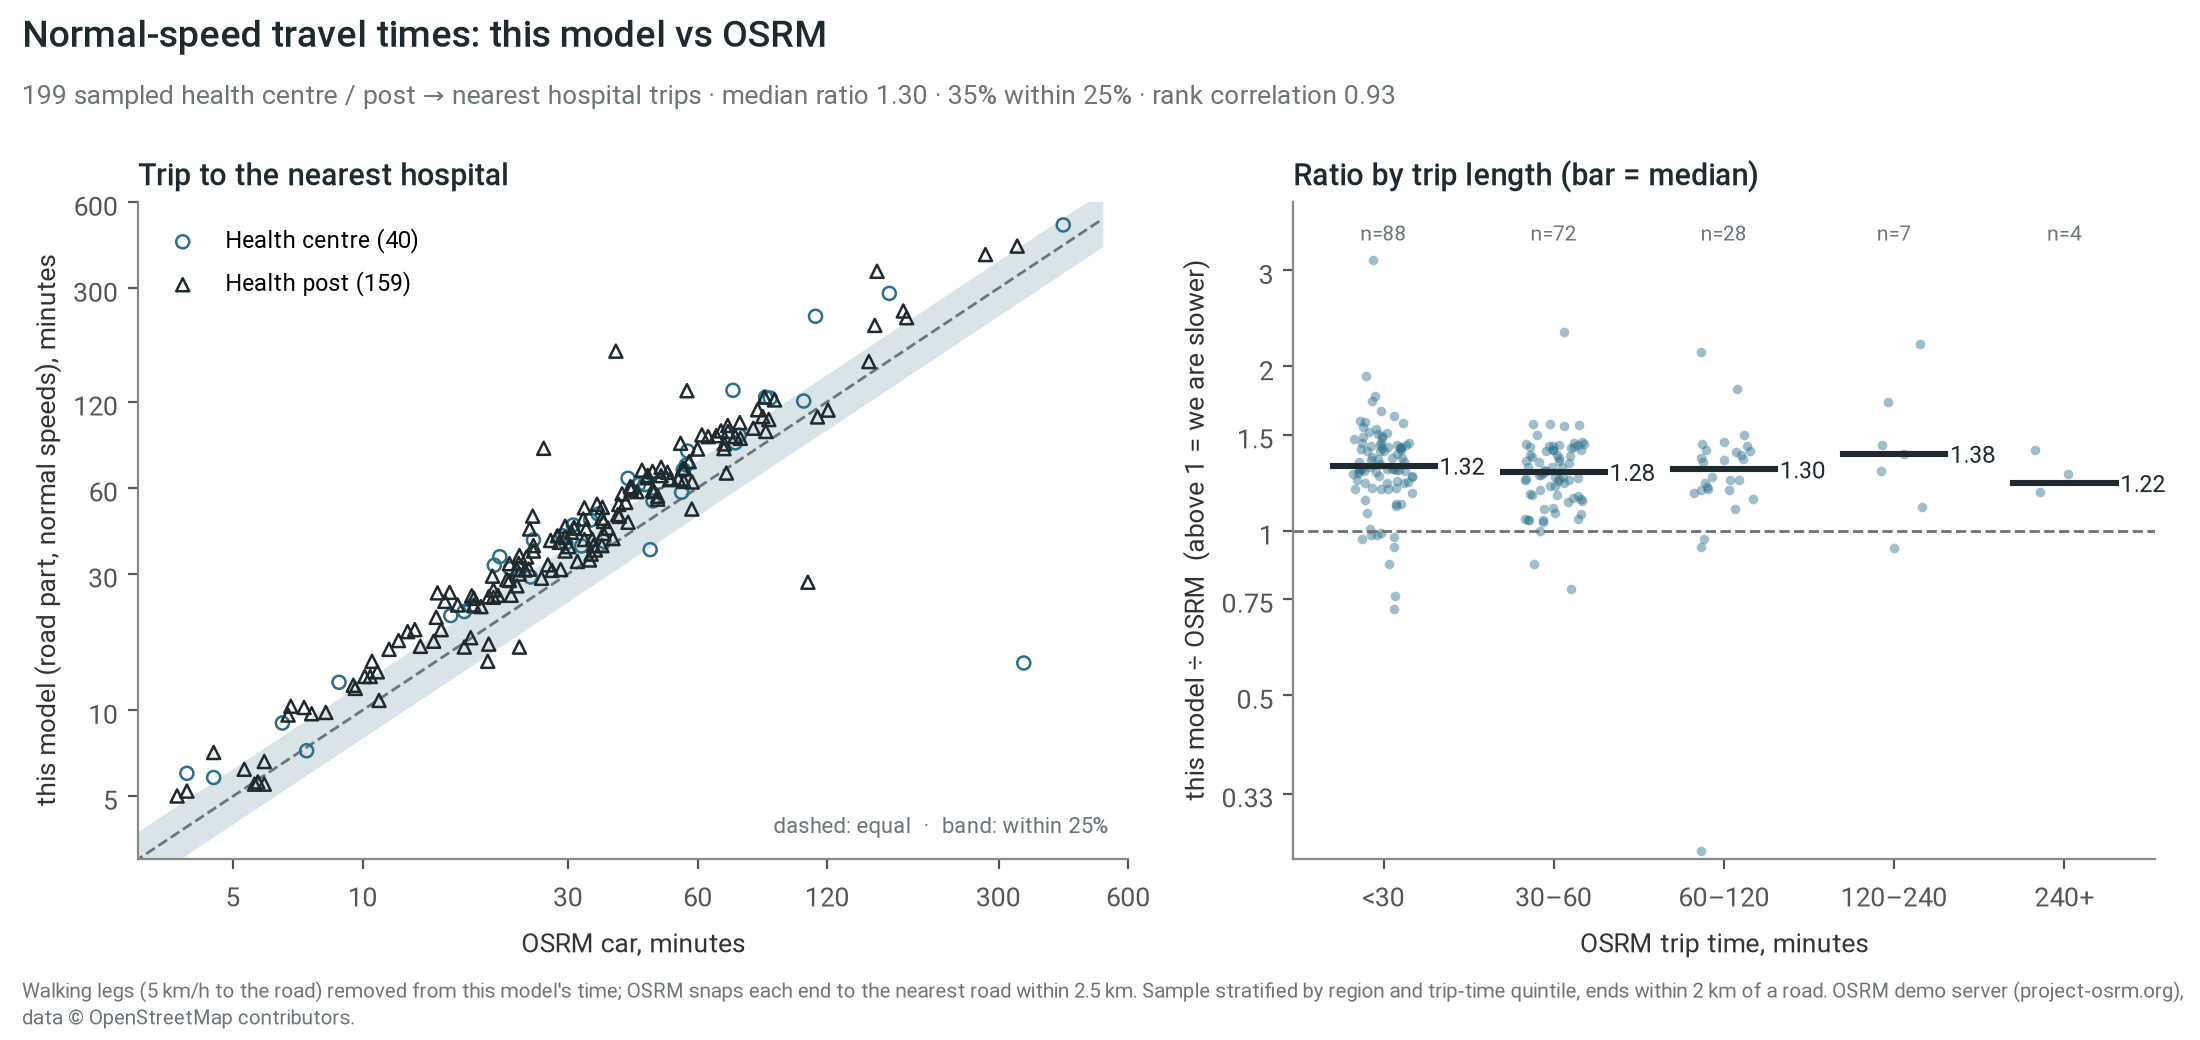 Normal-speed travel times: this model vs OSRM
199 sampled health centre / post → nearest hospital trips · median ratio 1.30 · 35% within 25% · rank correlation 0.93
Trip to the nearest hospital
600
300
120
60
30
10
5
this model (road part, normal speeds), minutes
Health centre (40)
Health post (159)
dashed: equal · band: within 25%
5
10
30
60
120
300
600
OSRM car, minutes
Ratio by trip length (bar = median)
n=88
n=72
n=28
n=7
n=4
3
2
1.5
1
0.75
0.5
0.33
this model ÷ OSRM (above 1 = we are slower)
1.32
1.28
1.30
1.38
1.22
<30
30–60
60–120
120–240
240+
OSRM trip time, minutes
Walking legs (5 km/h to the road) removed from this model's time; OSRM snaps each end to the nearest road within 2.5 km. Sample stratified by region and trip-time quintile, ends within 2 km of a road. OSRM demo server (project-osrm.org),
data © OpenStreetMap contributors.